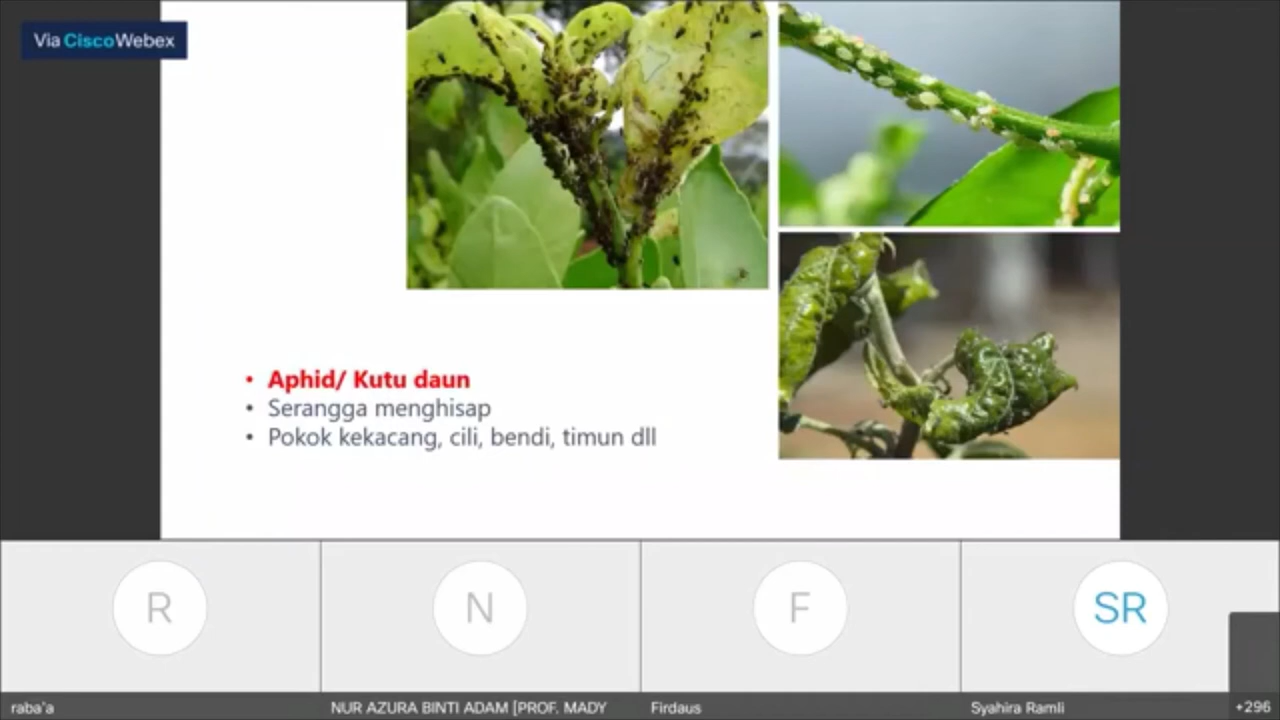 Via CiscoWebex
• Aphid/ Kutu daun
• Serangga menghisap
• Pokok kekacang, cili, bendi, timun dll
R
N
F
SR
raba'a
NUR AZURA BINTI ADAM [PROF. MADY
Firdaus
Syahira Ramli
+296